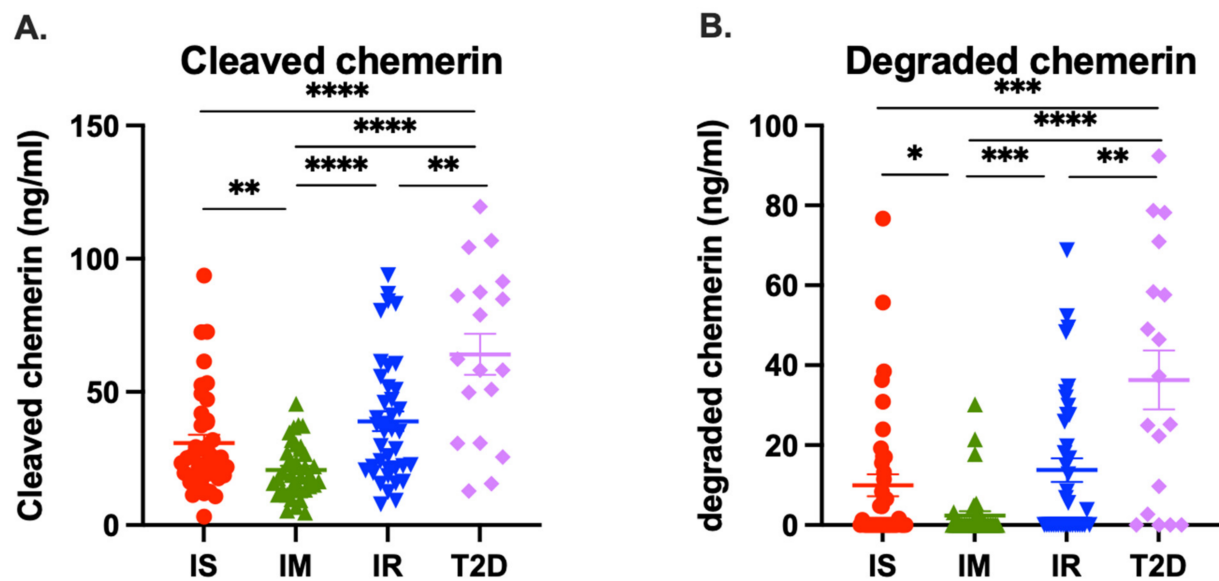 A.
Cleaved chemerin
****
****
**
****
**
Cleaved chemerin (ng/ml)
150
100
50
0
IS IM IR T2D
B.
Degraded chemerin
***
****
*
***
**
degraded chemerin (ng/ml)
100
80
60
40
20
0
IS IM IR T2D